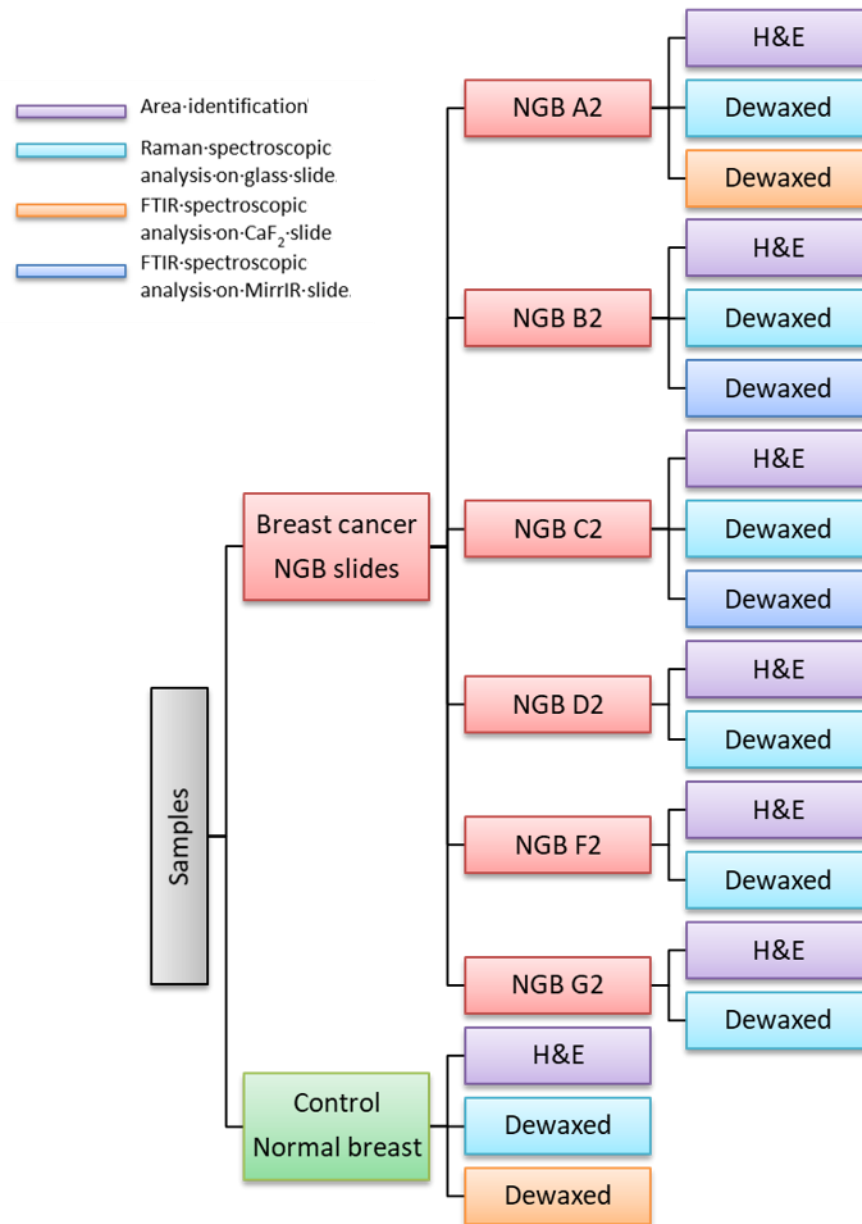 Area·identification
Raman·spectroscopic
analysis·on·glass·slide
FTIR·spectroscopic
analysis·on·CaF₂·slide
FTIR·spectroscopic
analysis·on·MirrIR·slide
Samples
Breast cancer
NGB slides
NGB A2
H&E
Dewaxed
Dewaxed
NGB B2
H&E
Dewaxed
Dewaxed
NGB C2
H&E
Dewaxed
Dewaxed
NGB D2
H&E
Dewaxed
NGB F2
H&E
Dewaxed
NGB G2
H&E
Dewaxed
Control
Normal breast
H&E
Dewaxed
Dewaxed